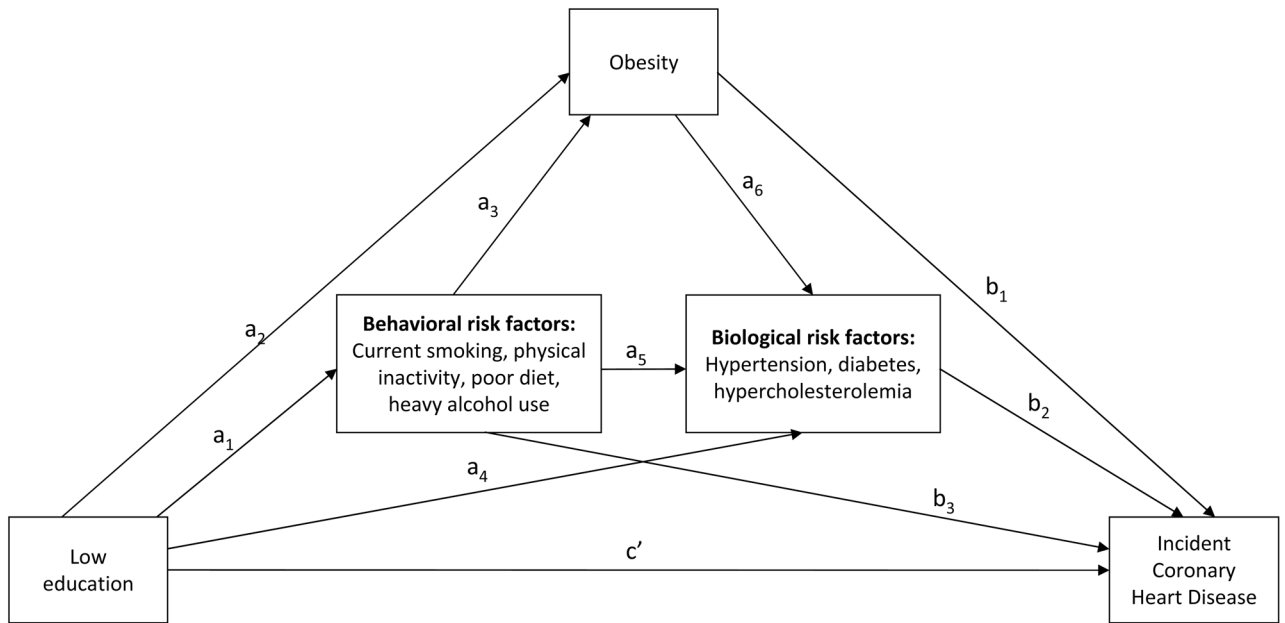 Obesity
a₂
a₃
a₆
b₁
Behavioral risk factors:
Current smoking, physical
inactivity, poor diet,
heavy alcohol use
a₅
Biological risk factors:
Hypertension, diabetes,
hypercholesterolemia
a₁
a₄
b₂
b₃
Low
education
c’
Incident
Coronary
Heart Disease